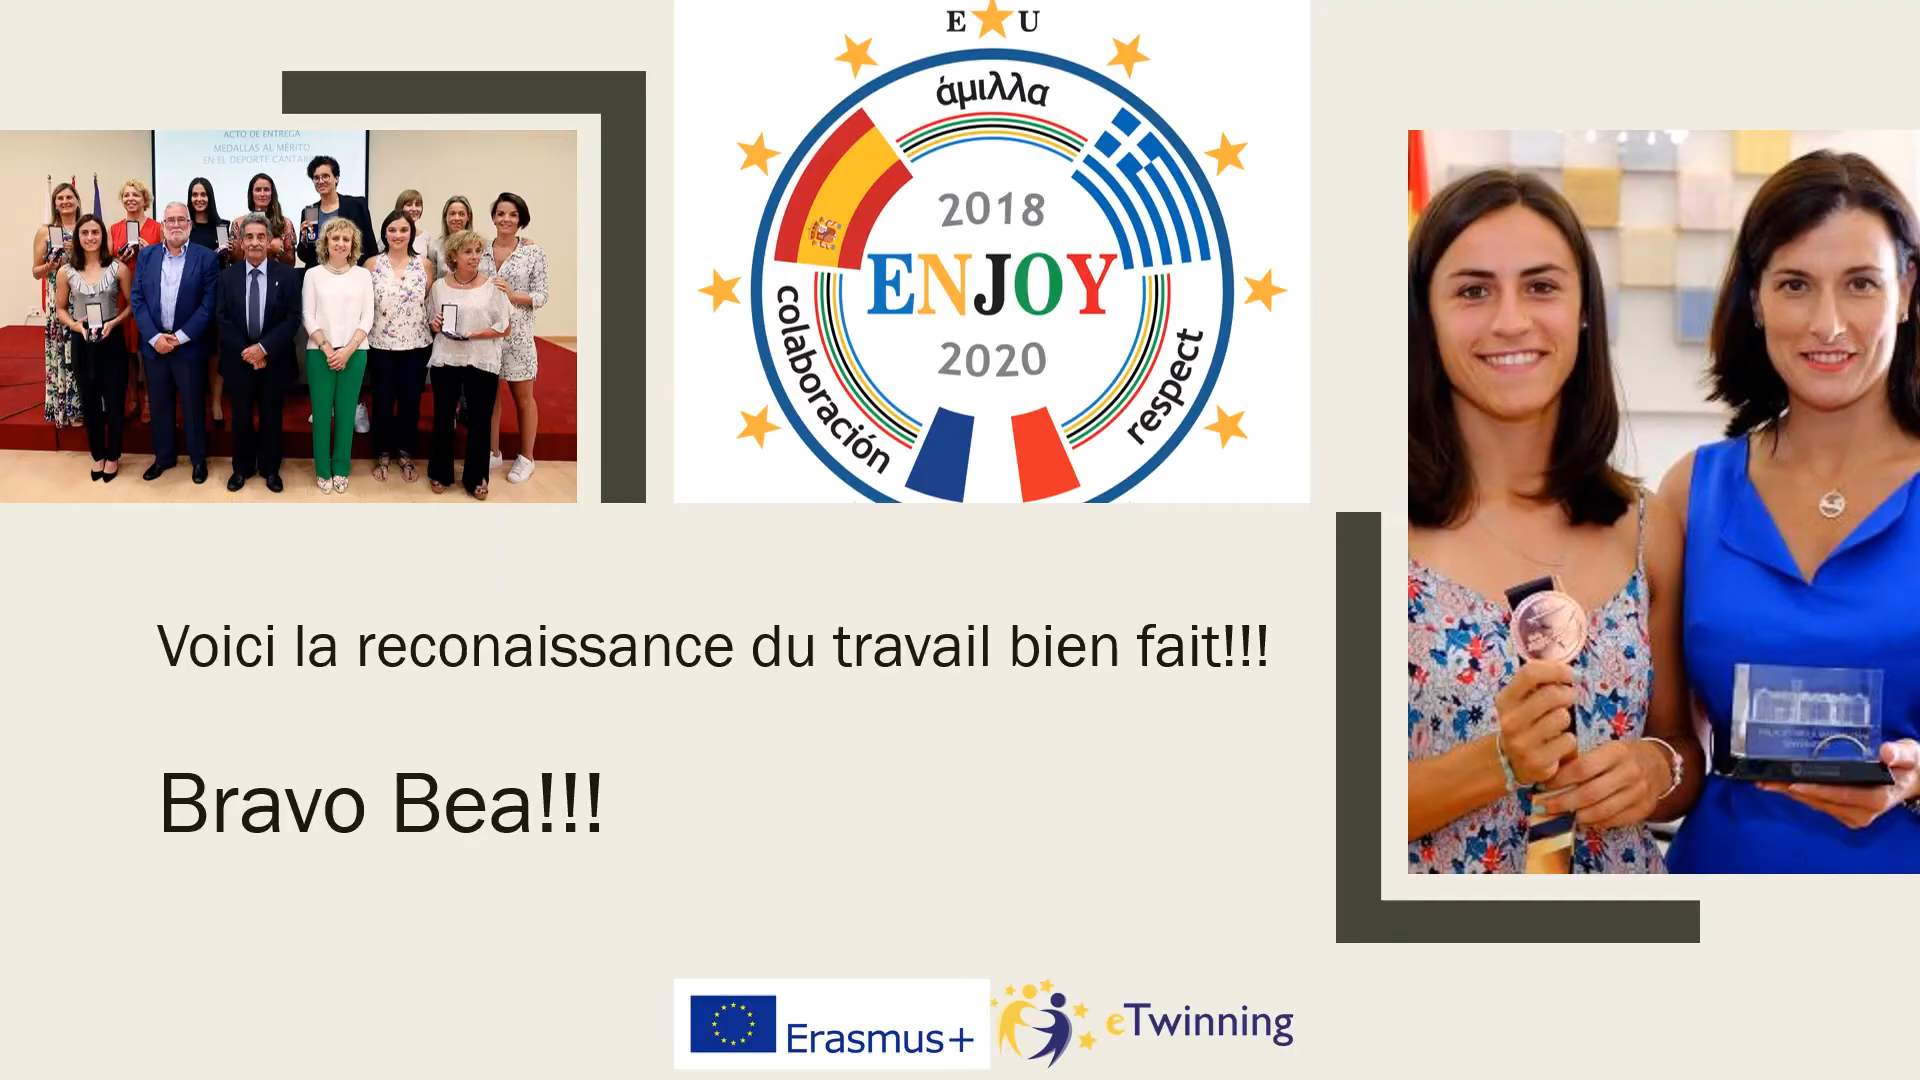 ACTO DE ENTREGA
MEDALLAS AL MÉRITO
EN EL DEPORTE CÁNTABRO
E U
άμιλλα
2018
ENJOY
2020
colaboración
respect
Voici la reconaissance du travail bien fait!!!
Bravo Bea!!!
Erasmus+
eTwinning